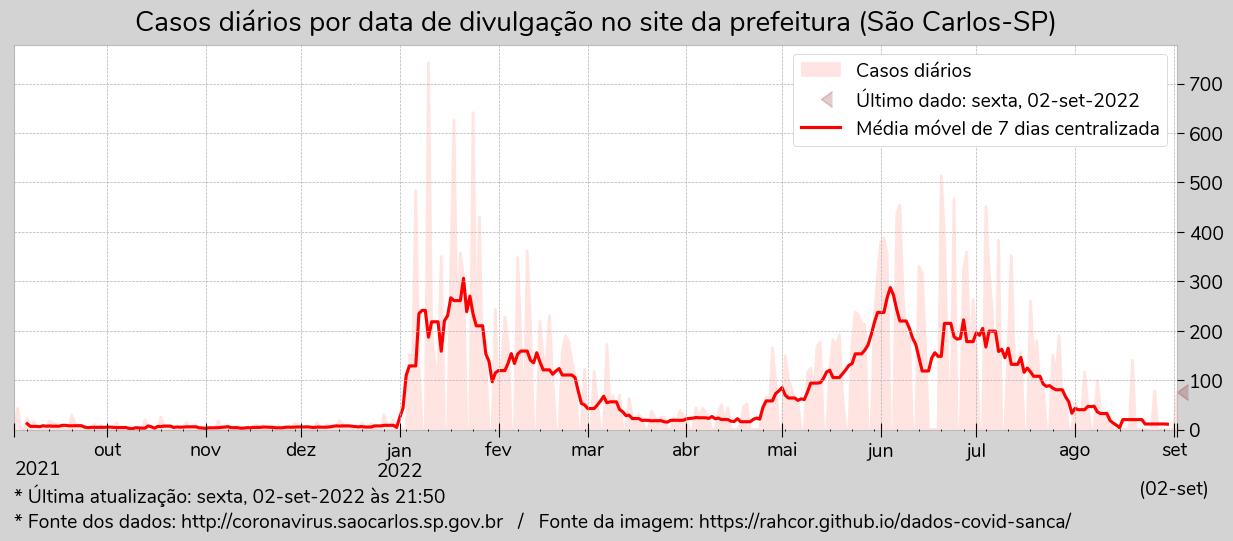 Casos diários por data de divulgação no site da prefeitura (São Carlos-SP)
Casos diários
Último dado: sexta, 02-set-2022
Média móvel de 7 dias centralizada
700
600
500
400
300
200
100
0
out nov dez jan fev mar abr mai jun jul ago set
2021 2022
(02-set)
* Última atualização: sexta, 02-set-2022 às 21:50
* Fonte dos dados: http://coronavirus.saocarlos.sp.gov.br / Fonte da imagem: https://rahcor.github.io/dados-covid-sanca/